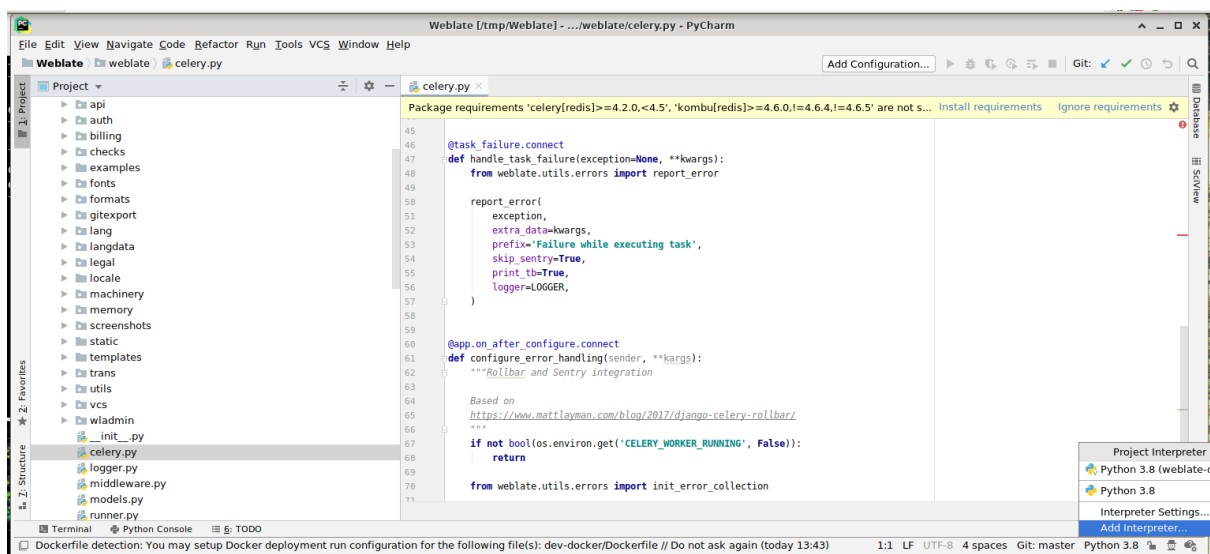 Weblate [/tmp/Weblate] - .../weblate/celery.py - PyCharm
File Edit View Navigate Code Refactor Run Tools VCS Window Help
Weblate weblate celery.py
Add Configuration...
Git:
1: Project
Project
celery.py
api
auth
billing
checks
examples
fonts
formats
gitexport
lang
langdata
legal
locale
machinery
memory
screenshots
static
templates
trans
utils
vcs
wladmin
__init__.py
celery.py
logger.py
middleware.py
models.py
runner.py
2: Favorites
Z: Structure
Package requirements 'celery[redis]>=4.2.0,<4.5', 'kombu[redis]>=4.6.0,!=4.6.4,!=4.6.5' are not s... Install requirements Ignore requirements
45
46 @task_failure.connect
47 def handle_task_failure(exception=None, **kwargs):
48 from weblate.utils.errors import report_error
49
50 report_error(
51 exception,
52 extra_data=kwargs,
53 prefix='Failure while executing task',
54 skip_sentry=True,
55 print_tb=True,
56 logger=LOGGER,
57 )
58
59
60 @app.on_after_configure.connect
61 def configure_error_handling(sender, **kargs):
62 """Rollbar and Sentry integration
63
64 Based on
65 https://www.mattlayman.com/blog/2017/django-celery-rollbar/
66 """
67 if not bool(os.environ.get('CELERY_WORKER_RUNNING', False)):
68 return
69
70 from weblate.utils.errors import init_error_collection
71
Database
SciView
Project Interpreter
Python 3.8 (weblate-
Python 3.8
Interpreter Settings...
Add Interpreter...
Terminal Python Console 6: TODO
Dockerfile detection: You may setup Docker deployment run configuration for the following file(s): dev-docker/Dockerfile // Do not ask again (today 13:43) 1:1 LF UTF-8 4 spaces Git: master Python 3.8